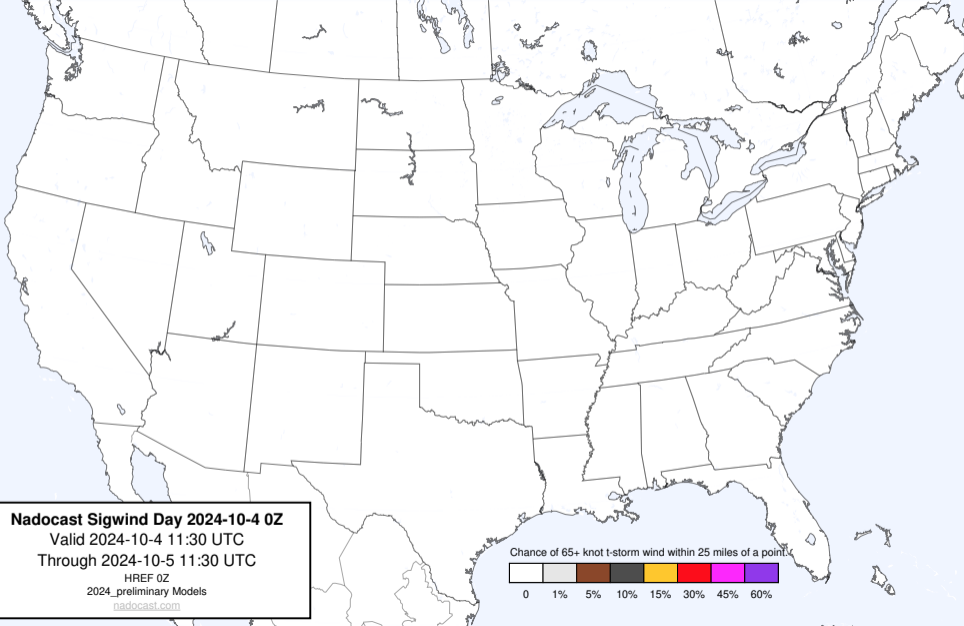 Nadocast Sigwind Day 2024-10-4 0Z
Valid 2024-10-4 11:30 UTC
Through 2024-10-5 11:30 UTC
HREF 0Z
2024_preliminary Models
nadocast.com
Chance of 65+ knot t-storm wind within 25 miles of a point.
0 1% 5% 10% 15% 30% 45% 60%